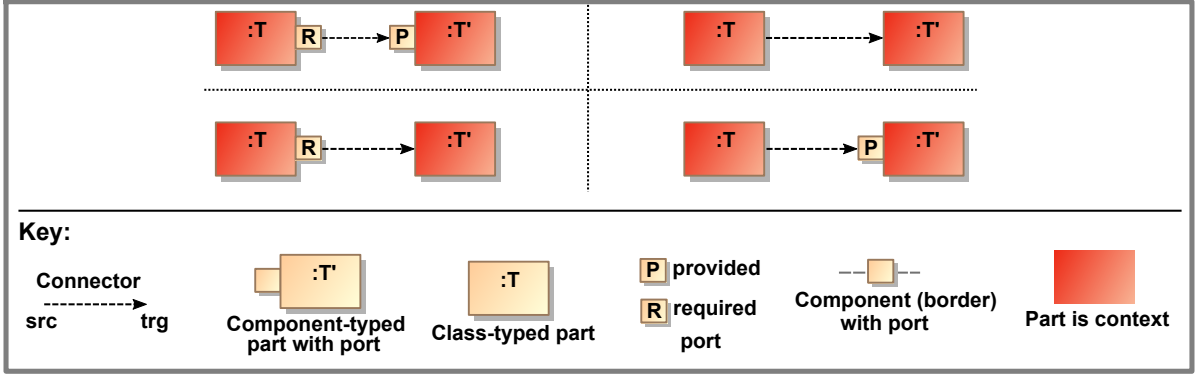 :T R P :T' :T :T'
:T R :T' :T P :T'
Key:
Connector
src trg
:T'
Component-typed
part with port
:T
Class-typed part
P provided
R required
port
Component (border)
with port
Part is context